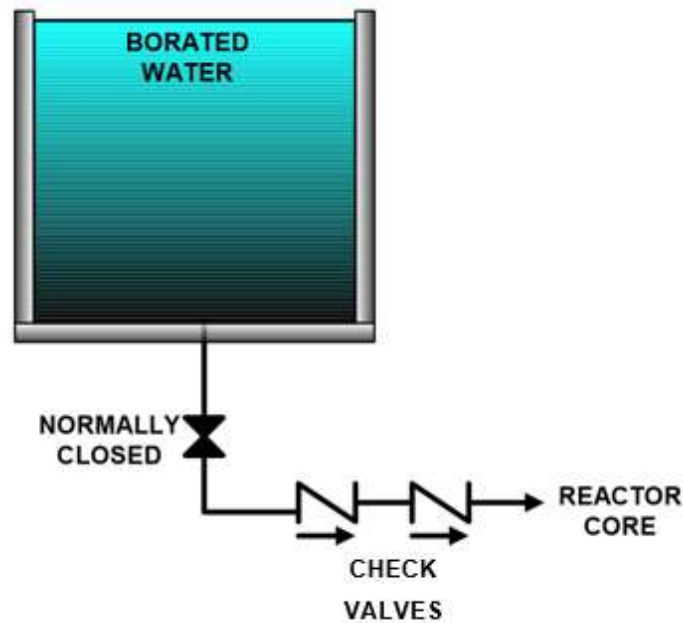 BORATED
WATER
NORMALLY
CLOSED
REACTOR
CORE
CHECK
VALVES